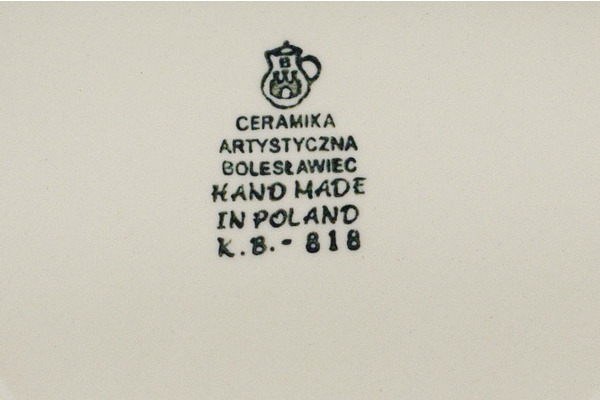 B
CERAMIKA
ARTYSTYCZNA
BOLESŁAWIEC
HAND MADE
IN POLAND
K.B.- 818